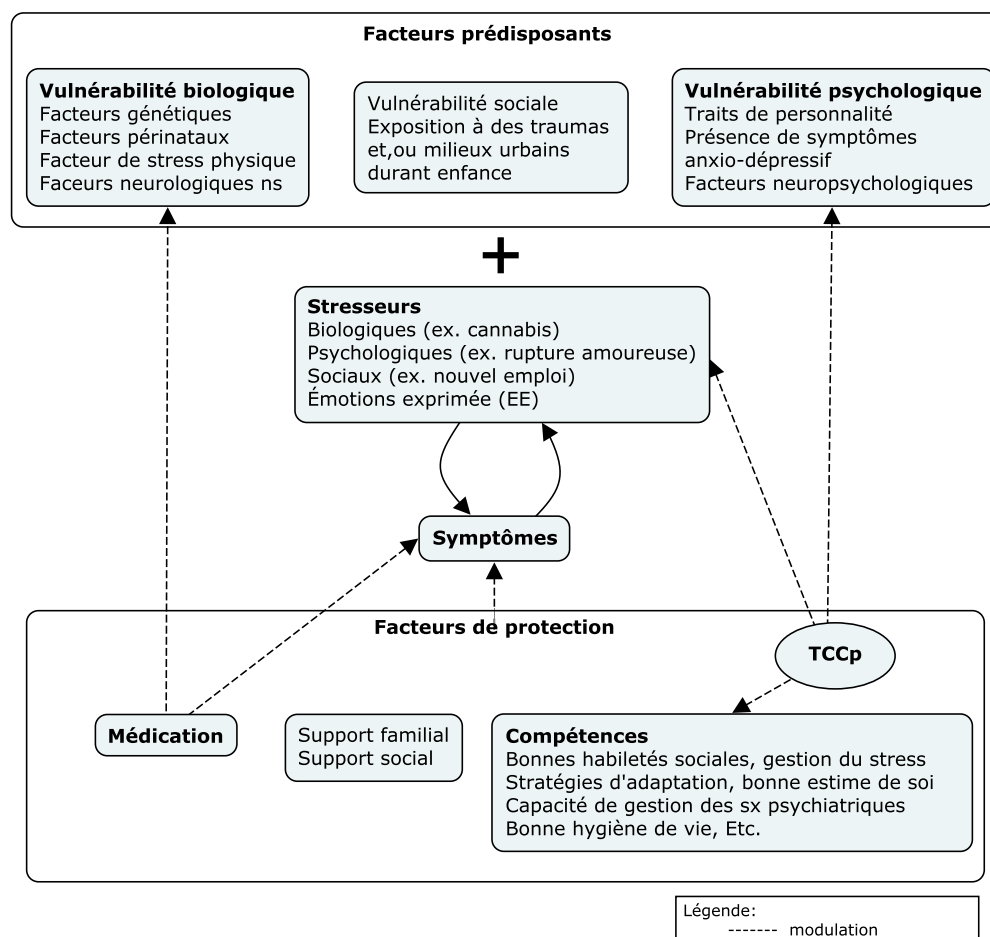 Facteurs prédisposants
Vulnérabilité biologique
Facteurs génétiques
Facteurs périnataux
Facteur de stress physique
Faceurs neurologiques ns
Vulnérabilité sociale
Exposition à des traumas
et,ou milieux urbains
durant enfance
Vulnérabilité psychologique
Traits de personnalité
Présence de symptômes
anxio-dépressif
Facteurs neuropsychologiques
+
Stresseurs
Biologiques (ex. cannabis)
Psychologiques (ex. rupture amoureuse)
Sociaux (ex. nouvel emploi)
Émotions exprimée (EE)
Symptômes
Facteurs de protection
TCCp
Médication
Support familial
Support social
Compétences
Bonnes habiletés sociales, gestion du stress
Stratégies d'adaptation, bonne estime de soi
Capacité de gestion des sx psychiatriques
Bonne hygiène de vie, Etc.
Légende:
modulation